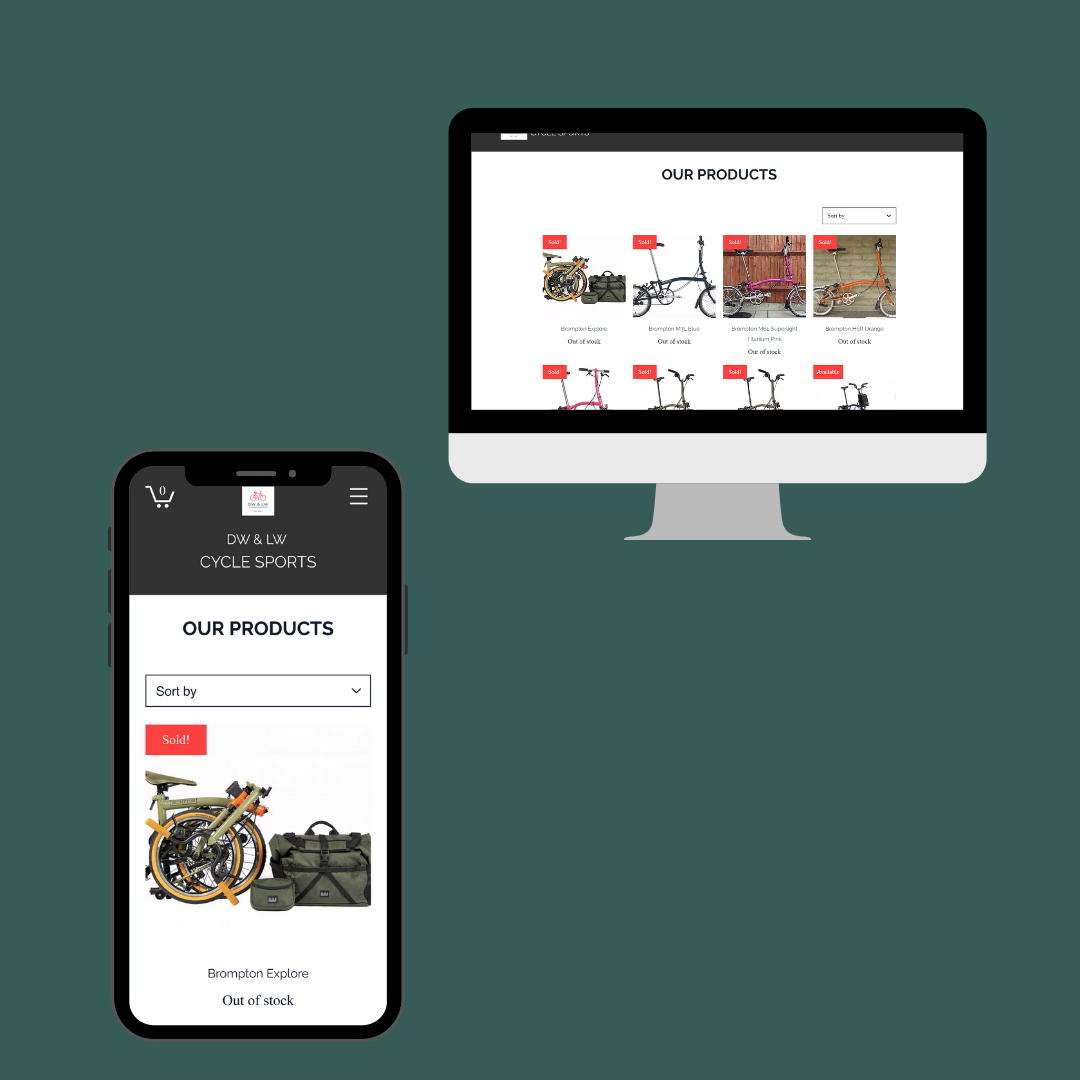 CYCLE SPORTS
OUR PRODUCTS
Sort by
Sold!
Sold!
Sold!
Sold!
Brompton Explore
Out of stock
Brompton M3L Blue
Out of stock
Brompton M6L Superlight
Titanium Pink
Out of stock
Brompton H6R Orange
Out of stock
Sold!
Sold!
Sold!
Available
0
DW & LW
DW & LW
CYCLE SPORTS
OUR PRODUCTS
Sort by
Sold!
Brompton Explore
Out of stock